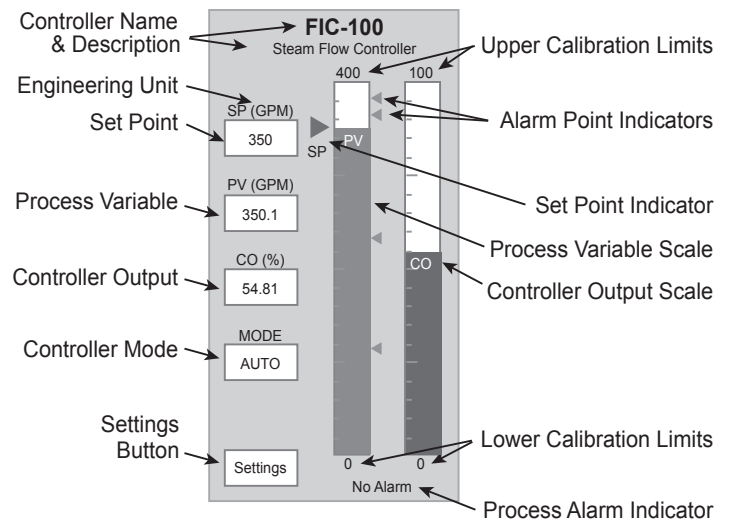 Controller Name
& Description
FIC-100
Steam Flow Controller
Upper Calibration Limits
400
100
Engineering Unit
SP (GPM)
Set Point
350
SP
PV
Alarm Point Indicators
PV (GPM)
Process Variable
350.1
Set Point Indicator
Process Variable Scale
CO (%)
Controller Output
54.81
CO
Controller Output Scale
MODE
Controller Mode
AUTO
Settings
Button
Settings
0
0
Lower Calibration Limits
No Alarm
Process Alarm Indicator